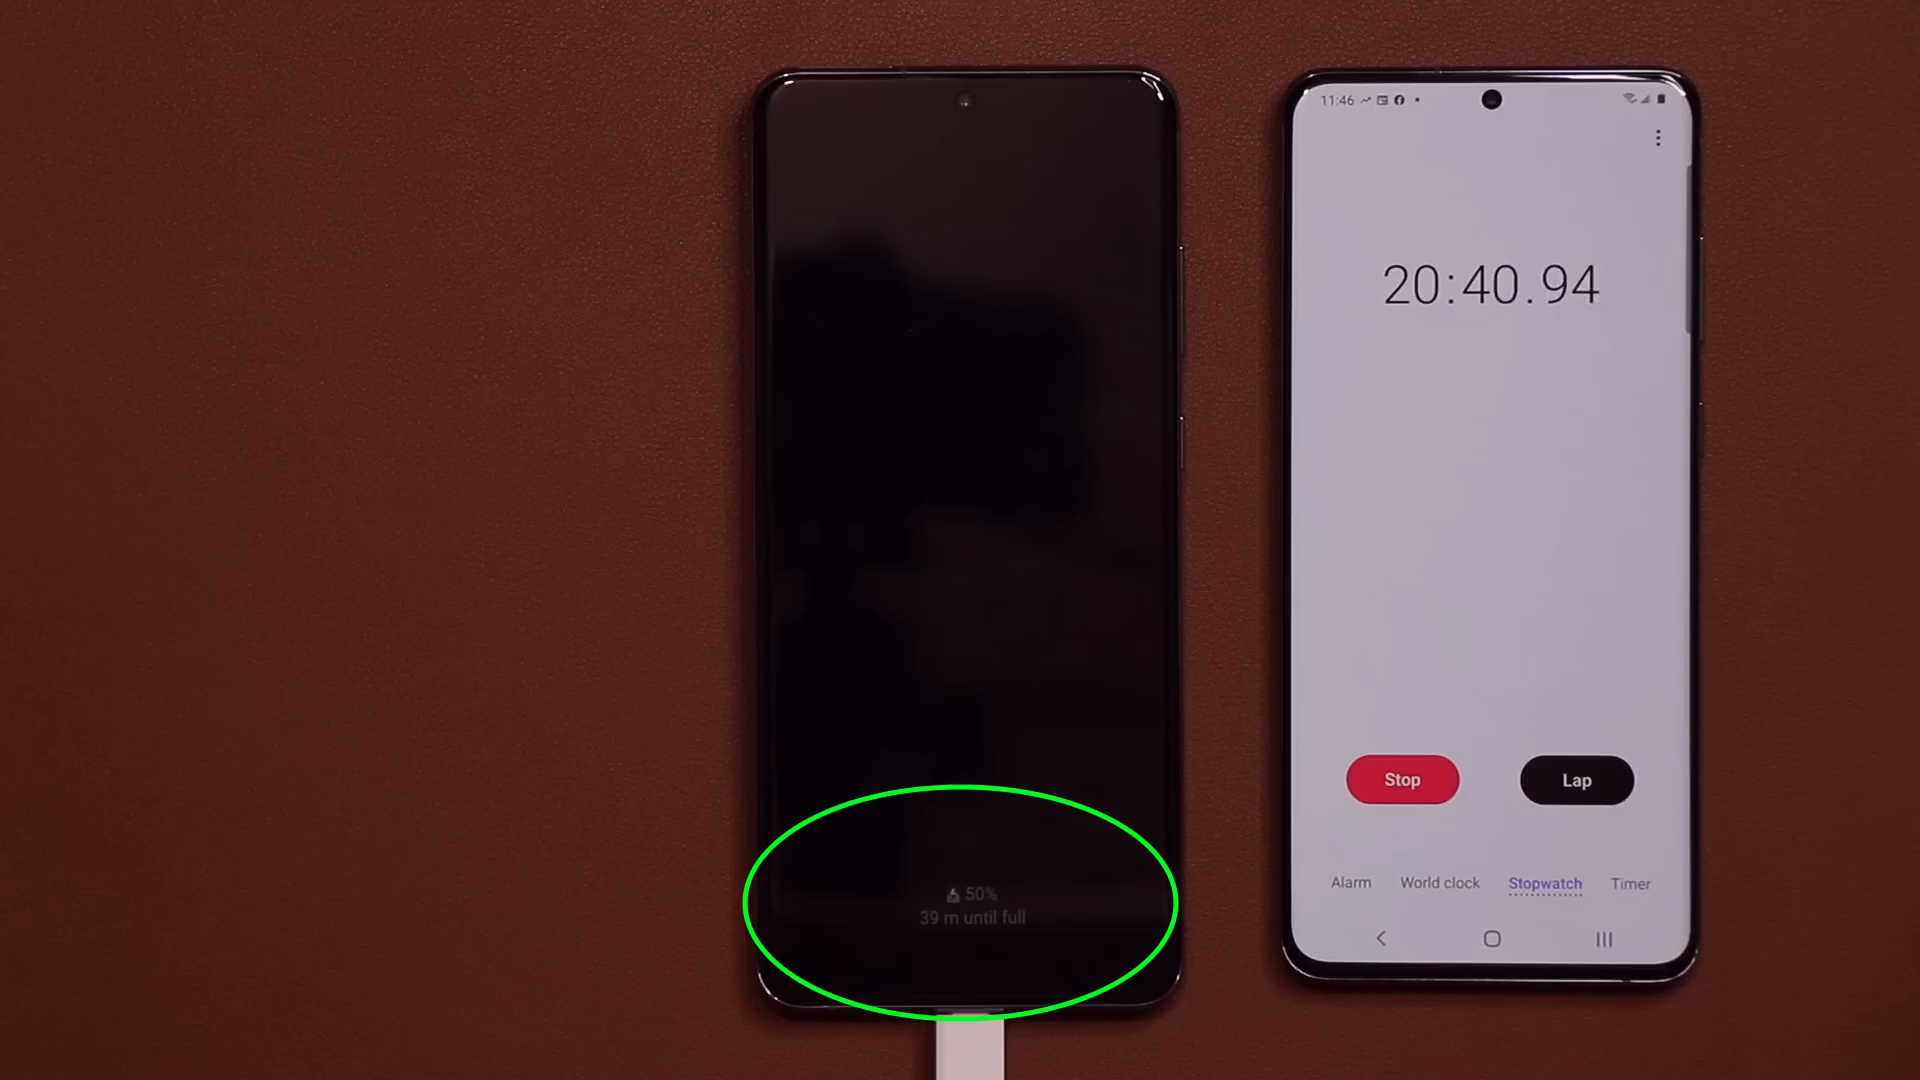 50%
39 m until full
11:46
20:40.94
Stop
Lap
Alarm World clock Stopwatch Timer